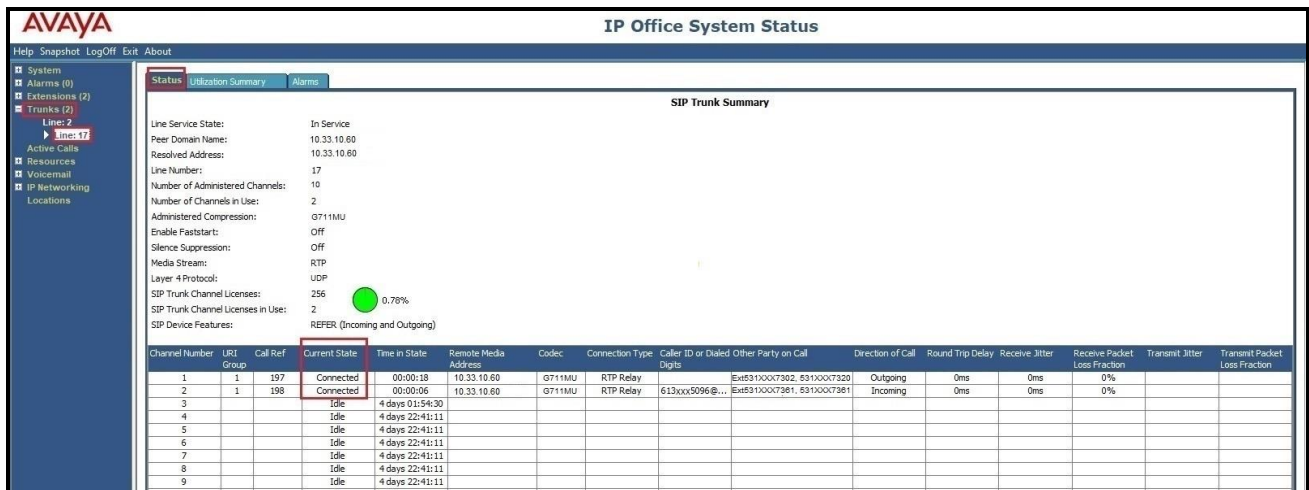 AVAYA
IP Office System Status
Help Snapshot LogOff Exit About
System
Alarms (0)
Extensions (2)
Trunks (2)
Line: 2
Line: 17
Active Calls
Resources
Voicemail
IP Networking
Locations
Status Utilization Summary Alarms
SIP Trunk Summary
Line Service State: In Service
Peer Domain Name: 10.33.10.60
Resolved Address: 10.33.10.60
Line Number: 17
Number of Administered Channels: 10
Number of Channels in Use: 2
Administered Compression: G711MU
Enable Faststart: Off
Silence Suppression: Off
Media Stream: RTP
Layer 4 Protocol: UDP
SIP Trunk Channel Licenses: 256
0.78%
SIP Trunk Channel Licenses in Use: 2
SIP Device Features: REFER (Incoming and Outgoing)
Channel Number URI Group Call Ref Current State Time in State Remote Media Address Codec Connection Type Caller ID or Dialed Digits Other Party on Call Direction of Call Round Trip Delay Receive Jitter Receive Packet Loss Fraction Transmit Jitter Transmit Packet Loss Fraction
1 1 197 Connected 00:00:18 10.33.10.60 G711MU RTP Relay Ext531XXX7302, 531XXX7320 Outgoing 0ms 0ms 0%
2 1 198 Connected 00:00:06 10.33.10.60 G711MU RTP Relay 613xxx5096@... Ext531XXX7361, 531XXX7361 Incoming 0ms 0ms 0%
3 Idle 4 days 01:54:30
4 Idle 4 days 22:41:11
5 Idle 4 days 22:41:11
6 Idle 4 days 22:41:11
7 Idle 4 days 22:41:11
8 Idle 4 days 22:41:11
9 Idle 4 days 22:41:11